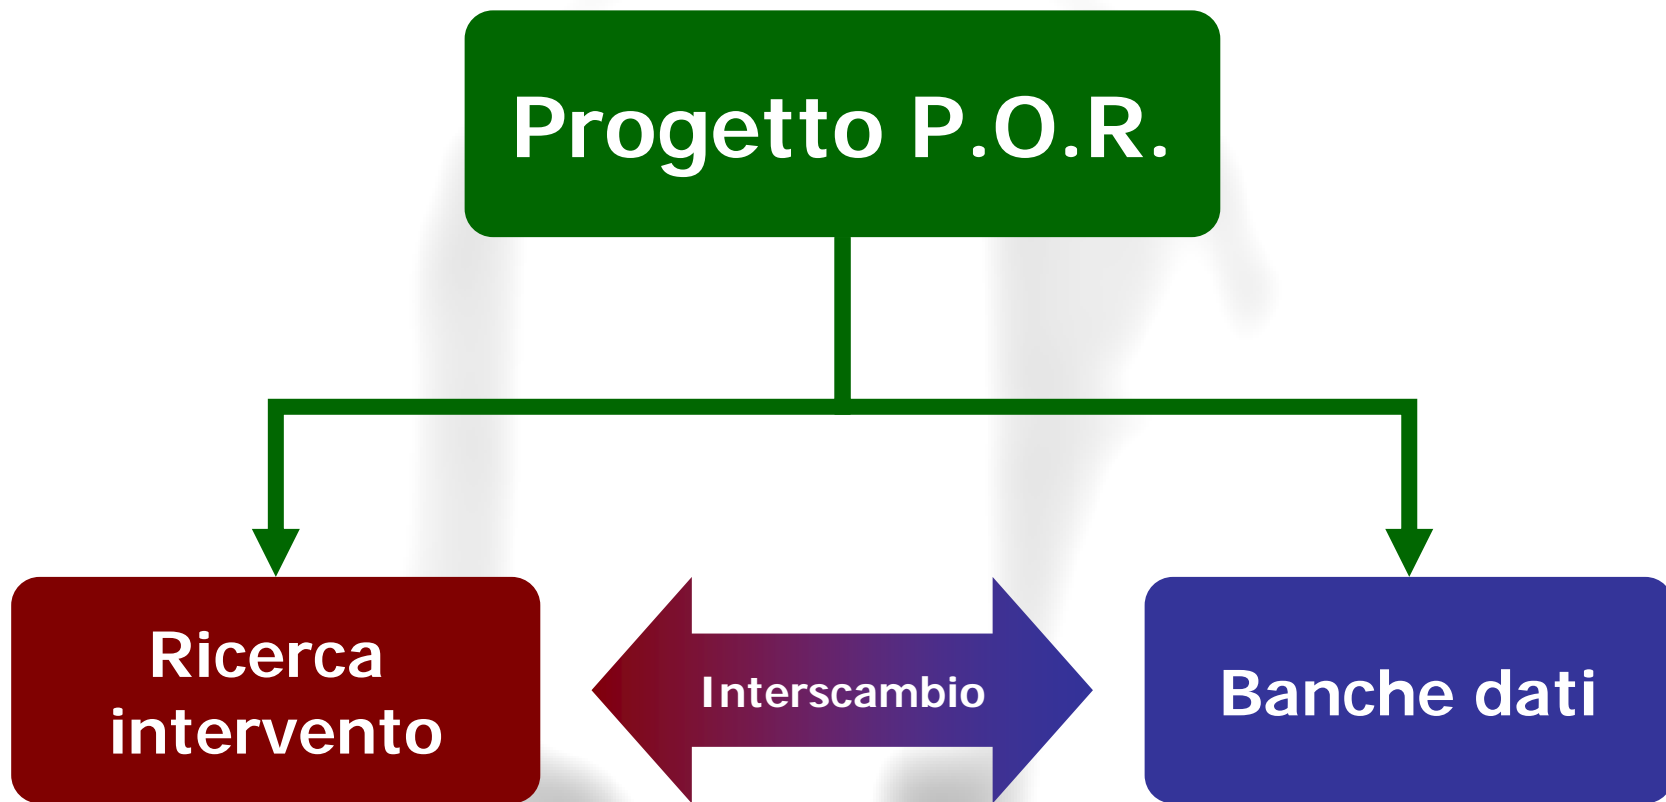 Progetto P.O.R.
Ricerca
intervento
Interscambio
Banche dati